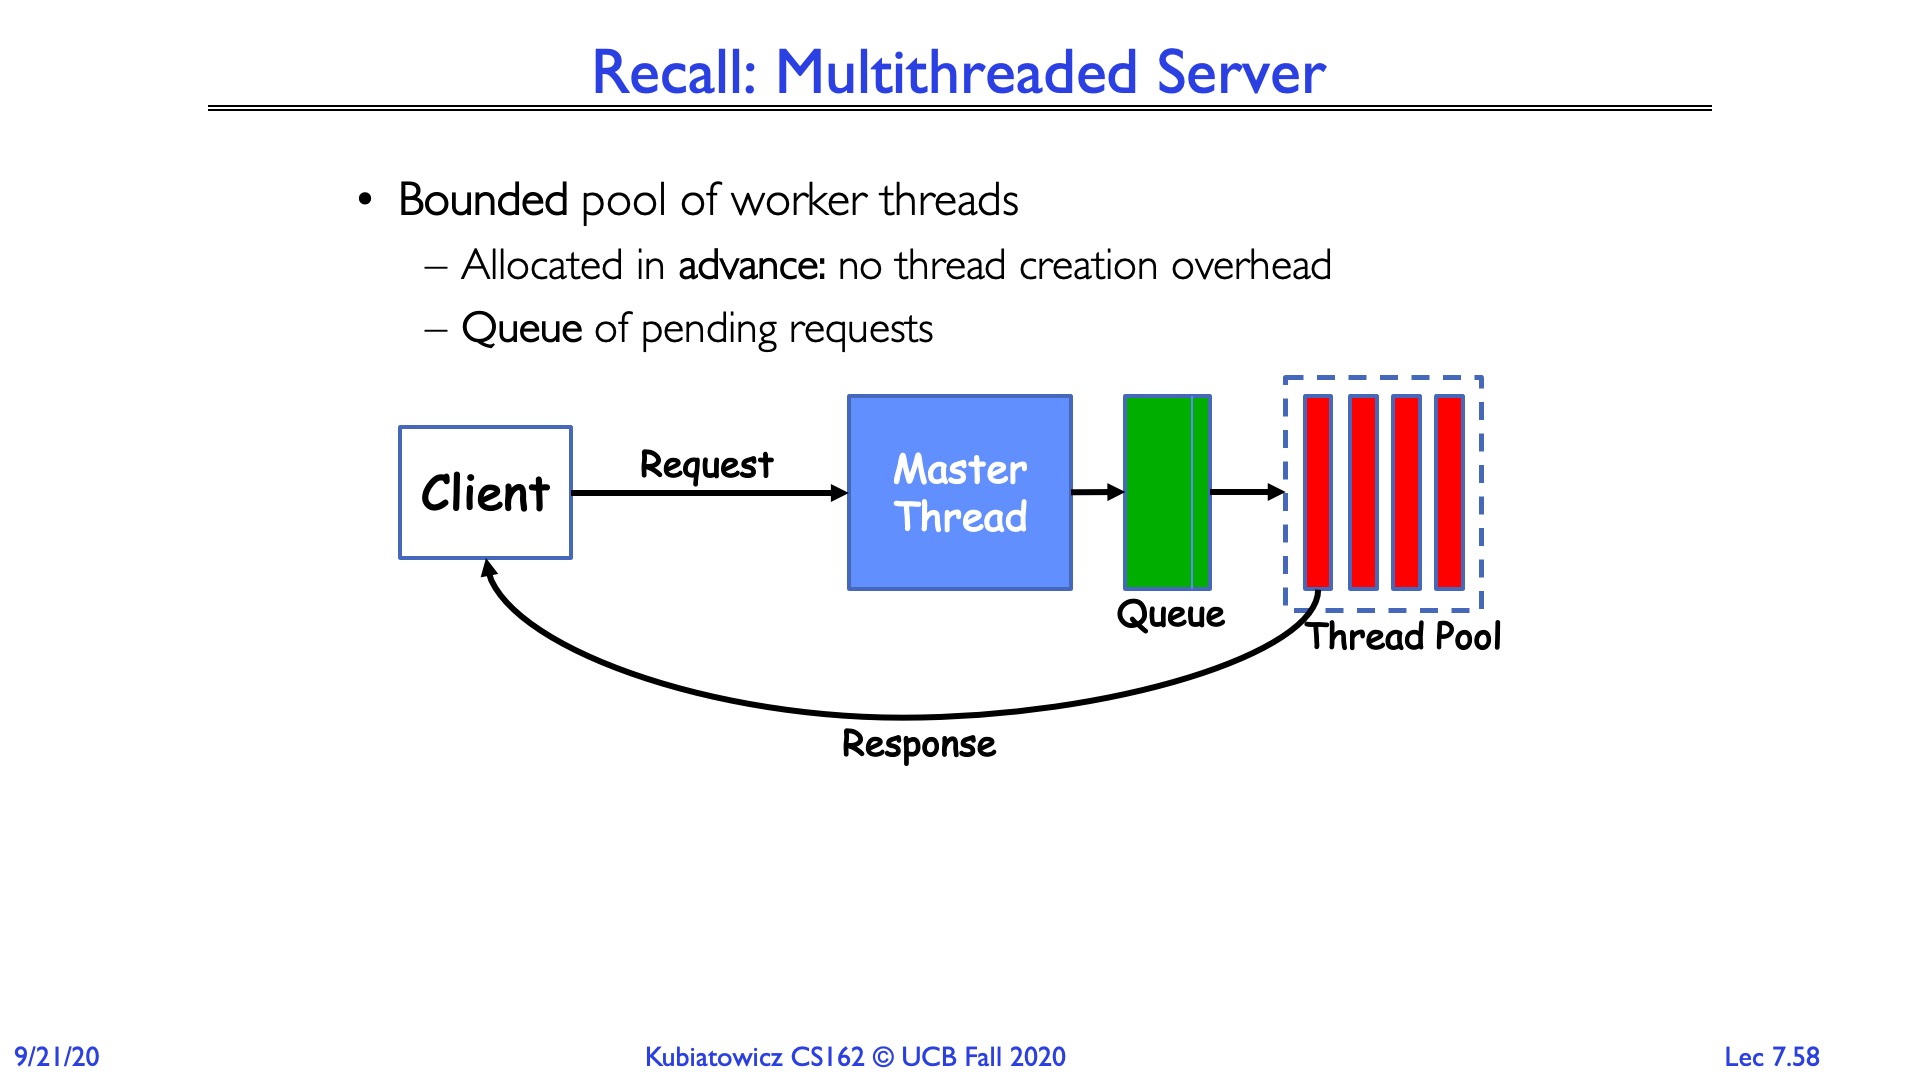 Recall: Multithreaded Server
• Bounded pool of worker threads
– Allocated in advance: no thread creation overhead
– Queue of pending requests
Client
Request
Master
Thread
Queue
Thread Pool
Response
9/21/20
Kubiatowicz CS162 © UCB Fall 2020
Lec 7.58